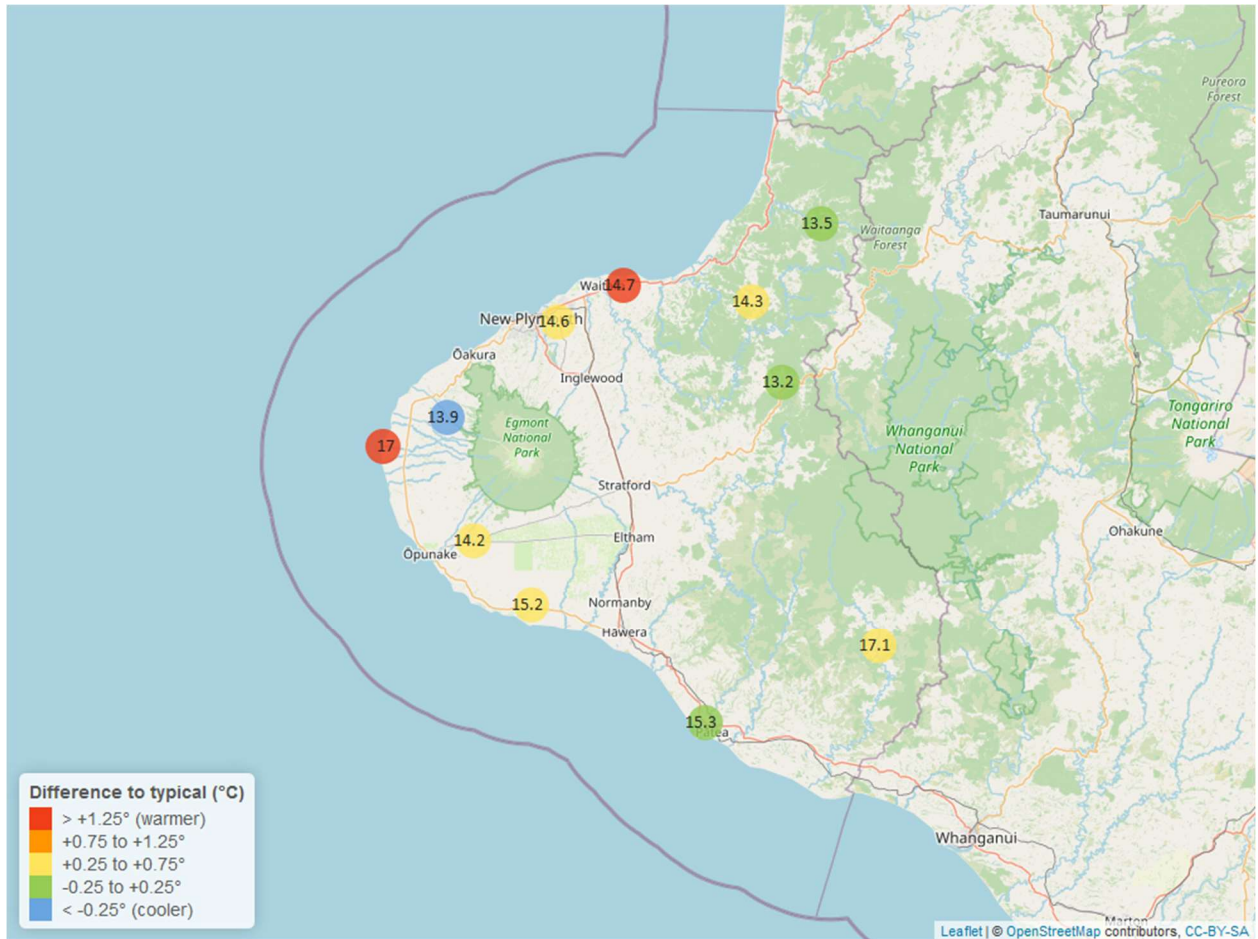 Pureora
Forest
Taumarunui
13.5
Waitaanga
Forest
14.7
14.3
New Plym
14.6
Ōakura
Inglewood
13.2
13.9
Egmont
National
Park
Tongariro
National
Park
17
Whanganui
National
Park
Stratford
Ohakune
14.2
Eltham
Ōpunake
15.2
Normanby
Hawera
17.1
15.3
Patea
Whanganui
Marton
Difference to typical (°C)
> +1.25° (warmer)
+0.75 to +1.25°
+0.25 to +0.75°
-0.25 to +0.25°
< -0.25° (cooler)
Leaflet | © OpenStreetMap contributors, CC-BY-SA